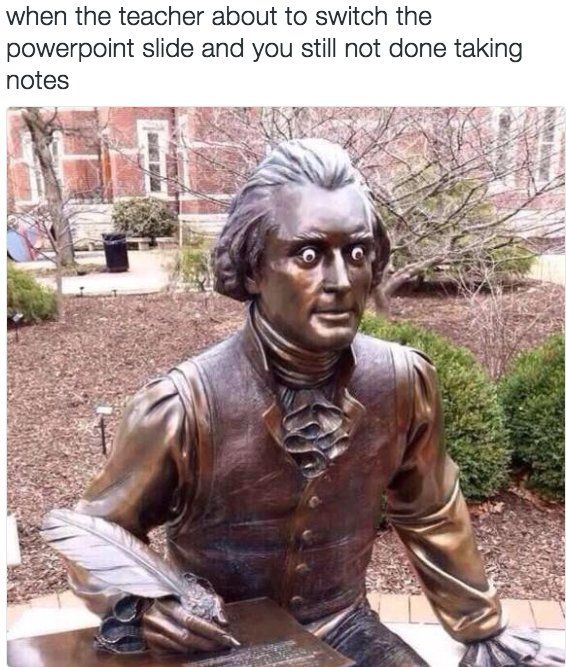 when the teacher about to switch the
powerpoint slide and you still not done taking
notes